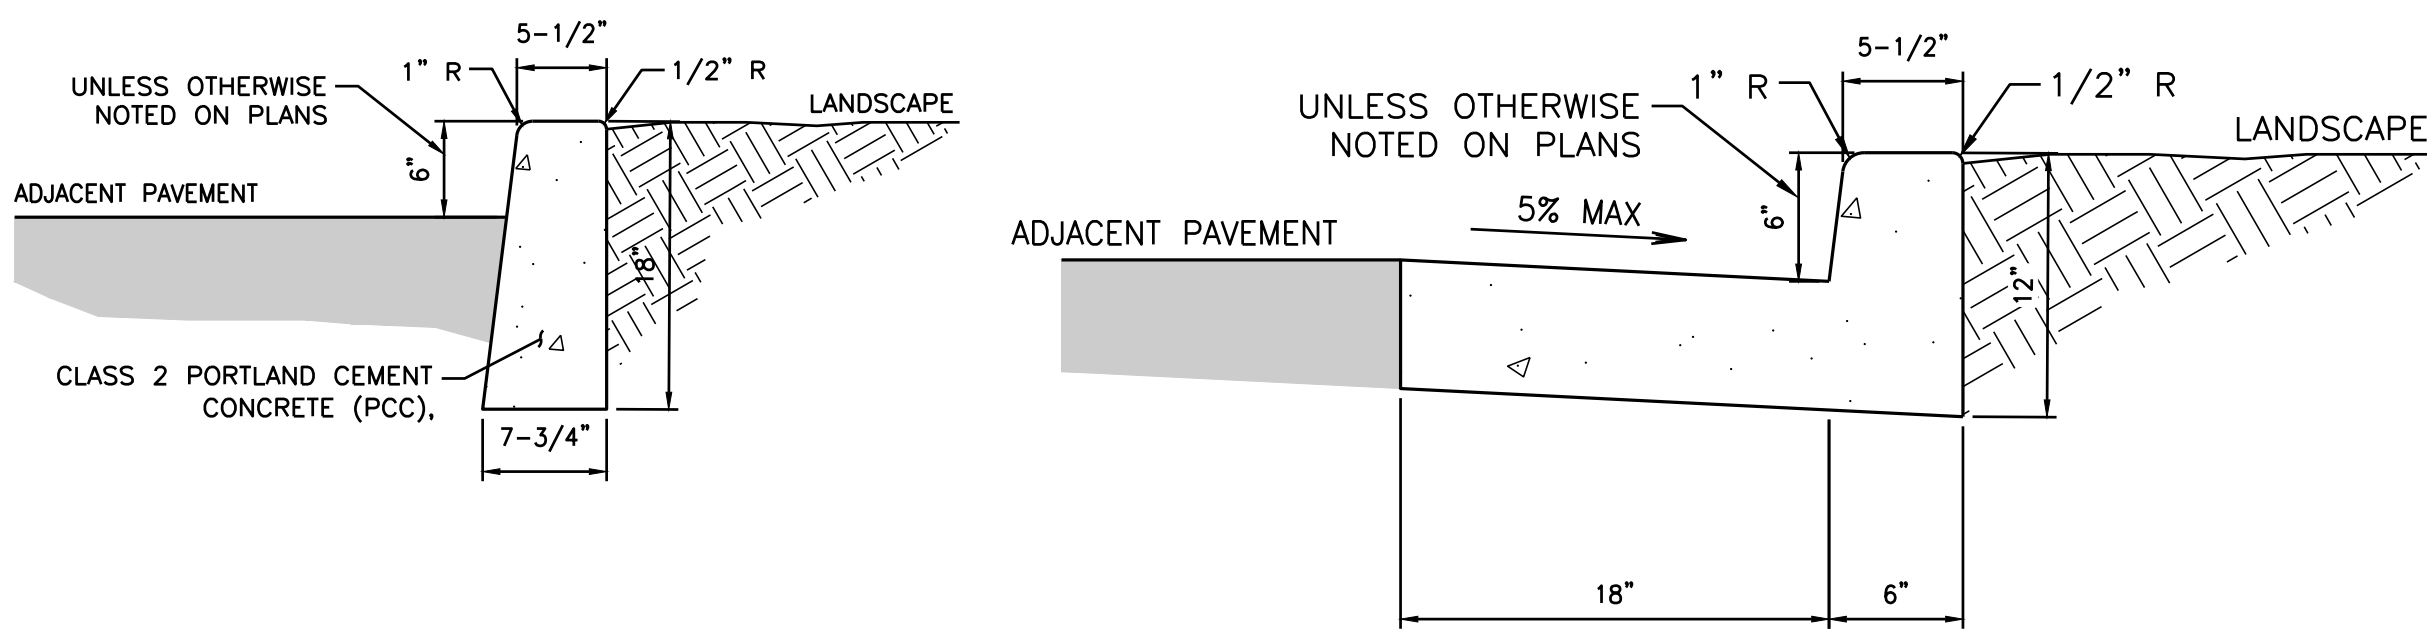 5-1/2"
1" R
1/2" R
UNLESS OTHERWISE
NOTED ON PLANS
LANDSCAPE
6"
ADJACENT PAVEMENT
18"
CLASS 2 PORTLAND CEMENT
CONCRETE (PCC),
7-3/4"
5-1/2"
1" R
1/2" R
UNLESS OTHERWISE
NOTED ON PLANS
LANDSCAPE
5% MAX
6"
ADJACENT PAVEMENT
12"
18"
6"